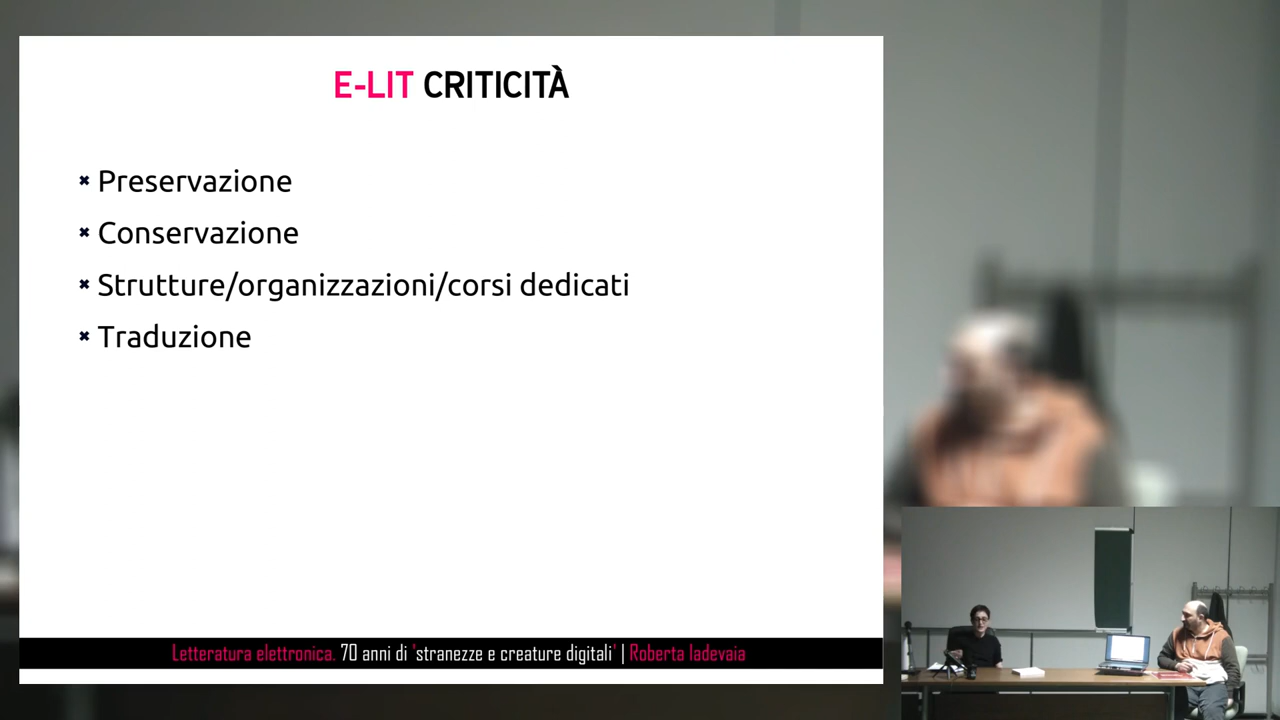 E-LIT CRITICITÀ
Preservazione
Conservazione
Strutture/organizzazioni/corsi dedicati
Traduzione
Letteratura elettronica. 70 anni di 'stranezze e creature digitali' | Roberta Iadevaia